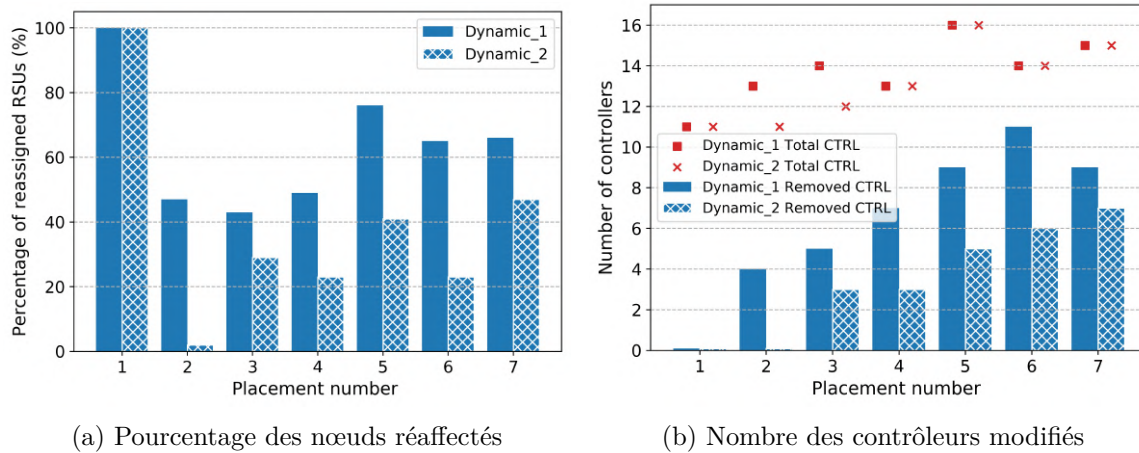 100
80
60
40
20
0
Percentage of reassigned RSUs (%)
Dynamic_1
Dynamic_2
1 2 3 4 5 6 7
Placement number
(a) Pourcentage des nœuds réaffectés
16
14
12
10
8
6
4
2
0
Number of controllers
Dynamic_1 Total CTRL
Dynamic_2 Total CTRL
Dynamic_1 Removed CTRL
Dynamic_2 Removed CTRL
1 2 3 4 5 6 7
Placement number
(b) Nombre des contrôleurs modifiés